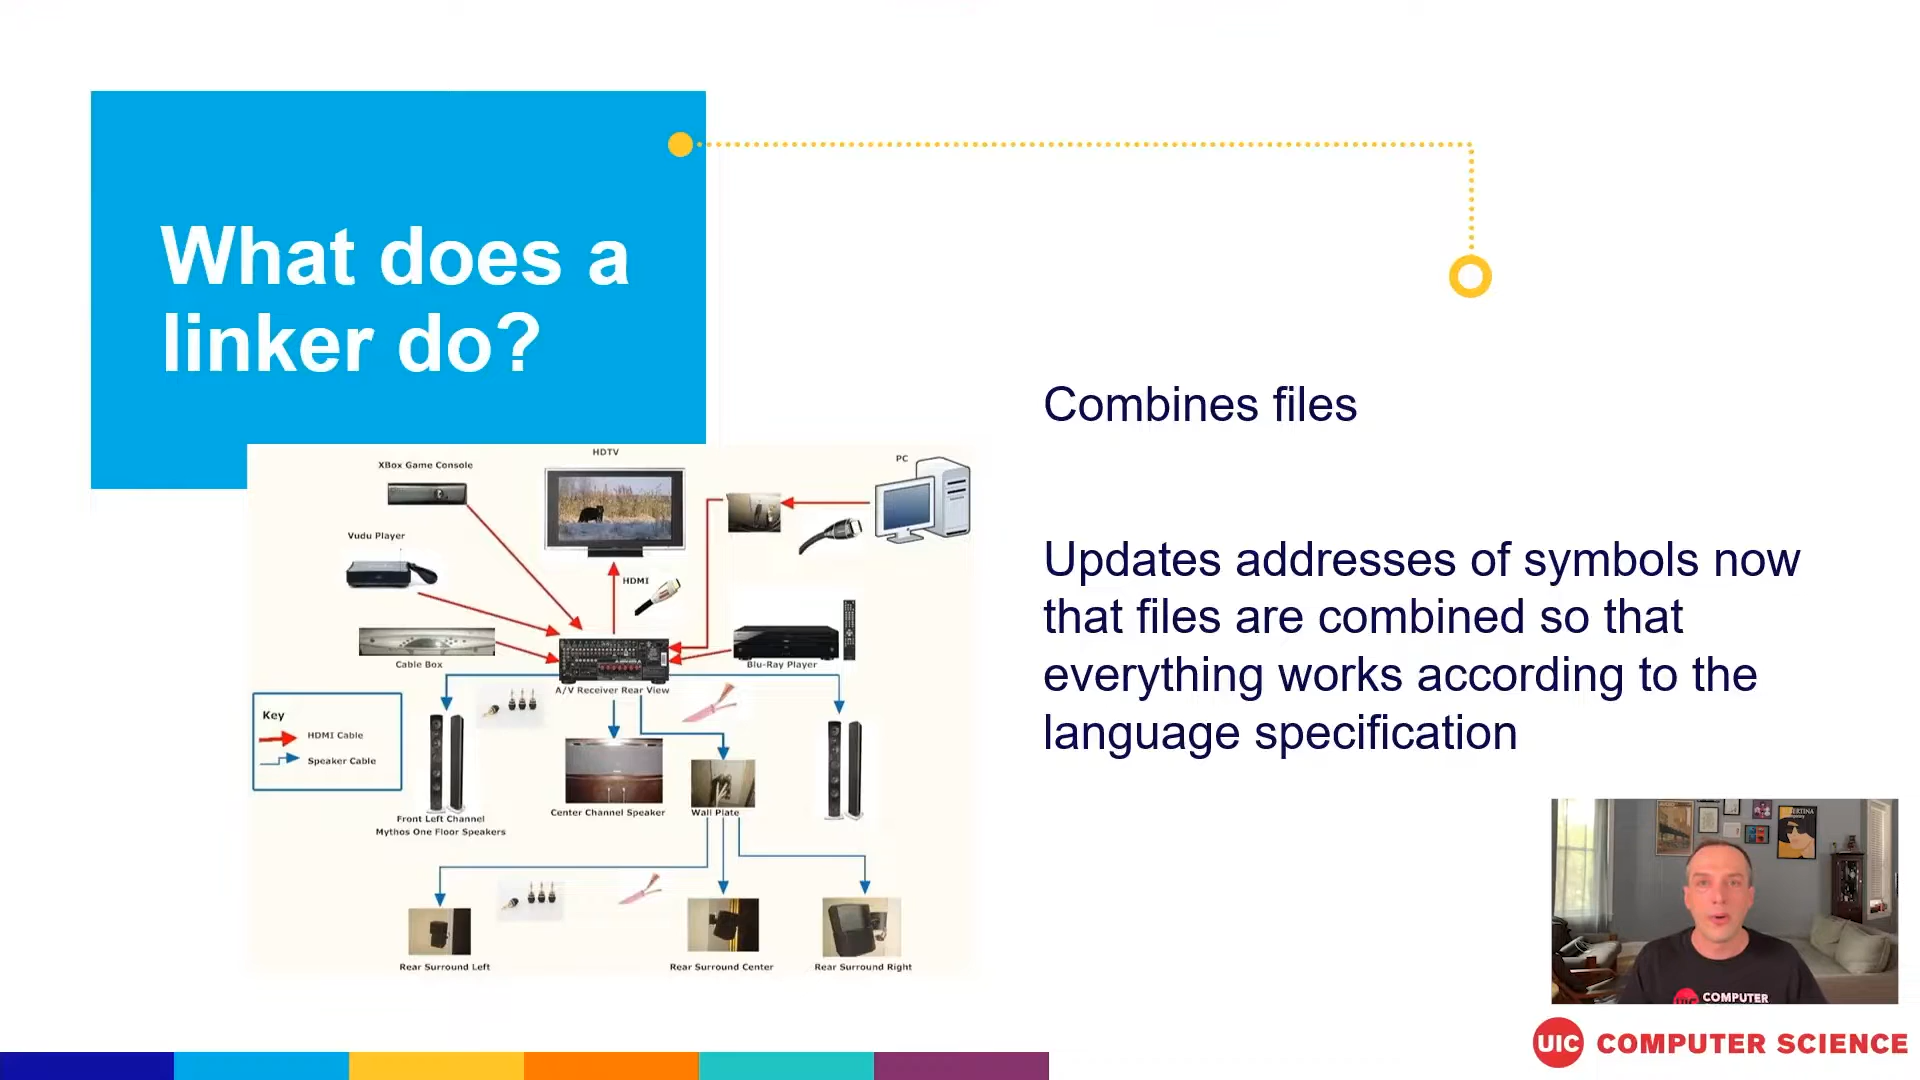 What does a
linker do?
Combines files
Updates addresses of symbols now
that files are combined so that
everything works according to the
language specification
XBox Game Console
HDTV
PC
Vudu Player
HDMI
Cable Box
Blu-Ray Player
A/V Receiver Rear View
Key
HDMI Cable
Speaker Cable
Front Left Channel
Mythos One Floor Speakers
Center Channel Speaker
Wall Plate
Rear Surround Left
Rear Surround Center
Rear Surround Right
COMPUTER
UIC COMPUTER SCIENCE